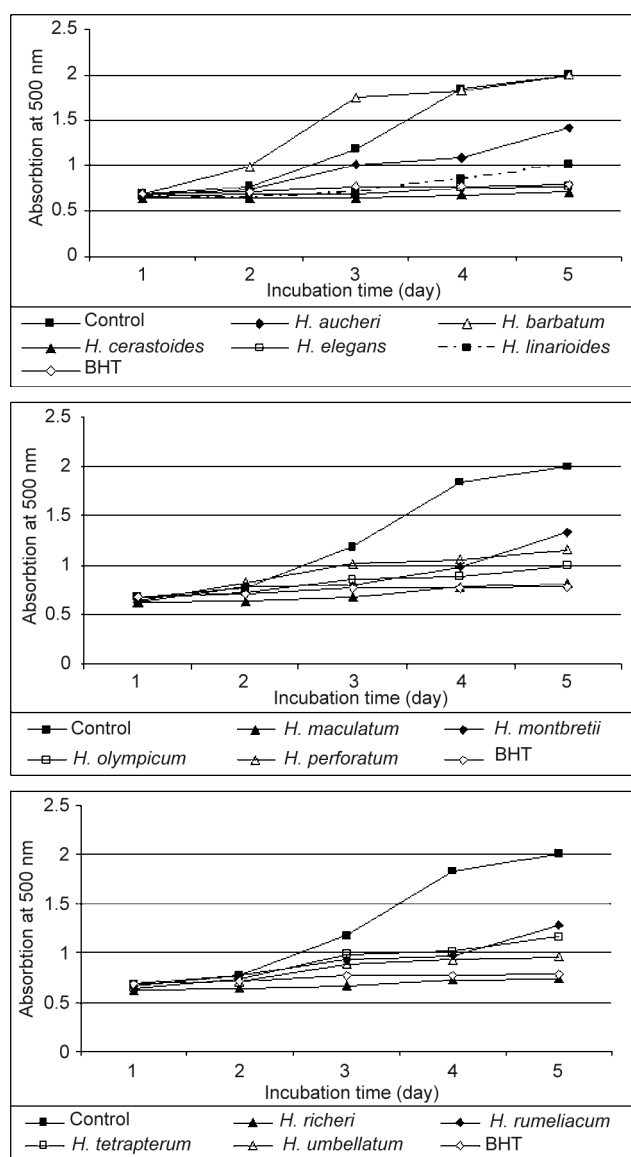 2.5
2
1.5
1
0.5
0
Absorbtion at 500 nm
1 2 3 4 5
Incubation time (day)
Control H. aucheri H. barbatum
H. cerastoides H. elegans H. linarioides
BHT
2.5
2
1.5
1
0.5
0
Absorbtion at 500 nm
1 2 3 4 5
Incubation time (day)
Control H. maculatum H. montbretii
H. olympicum H. perforatum BHT
2.5
2
1.5
1
0.5
0
Absorbtion at 500 nm
1 2 3 4 5
Incubation time (day)
Control H. richeri H. rumeliacum
H. tetrapterum H. umbellatum BHT